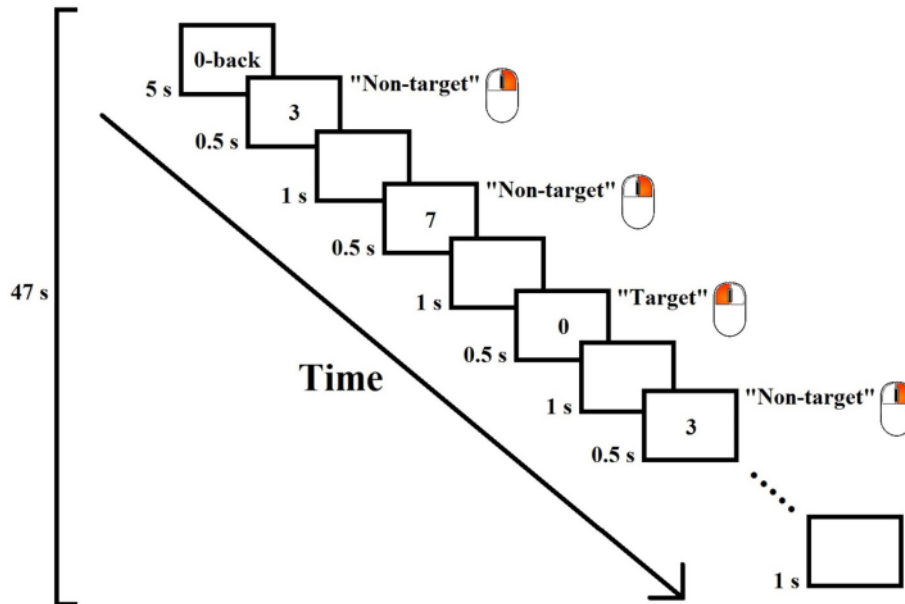 0-back
5 s
"Non-target"
3
0.5 s
1 s
"Non-target"
7
0.5 s
1 s
"Target"
0
0.5 s
47 s
Time
1 s
"Non-target"
3
0.5 s
1 s